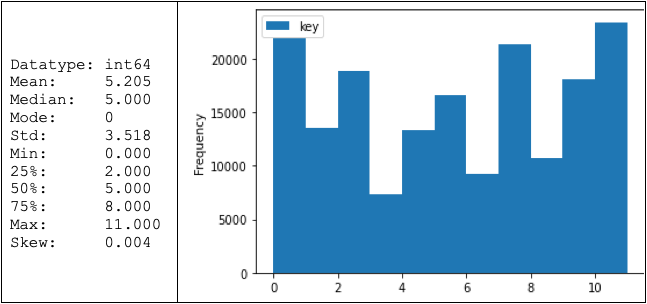 Datatype: int64
Mean: 5.205
Median: 5.000
Mode: 0
Std: 3.518
Min: 0.000
25%: 2.000
50%: 5.000
75%: 8.000
Max: 11.000
Skew: 0.004
key
Frequency
20000
15000
10000
5000
0
0 2 4 6 8 10